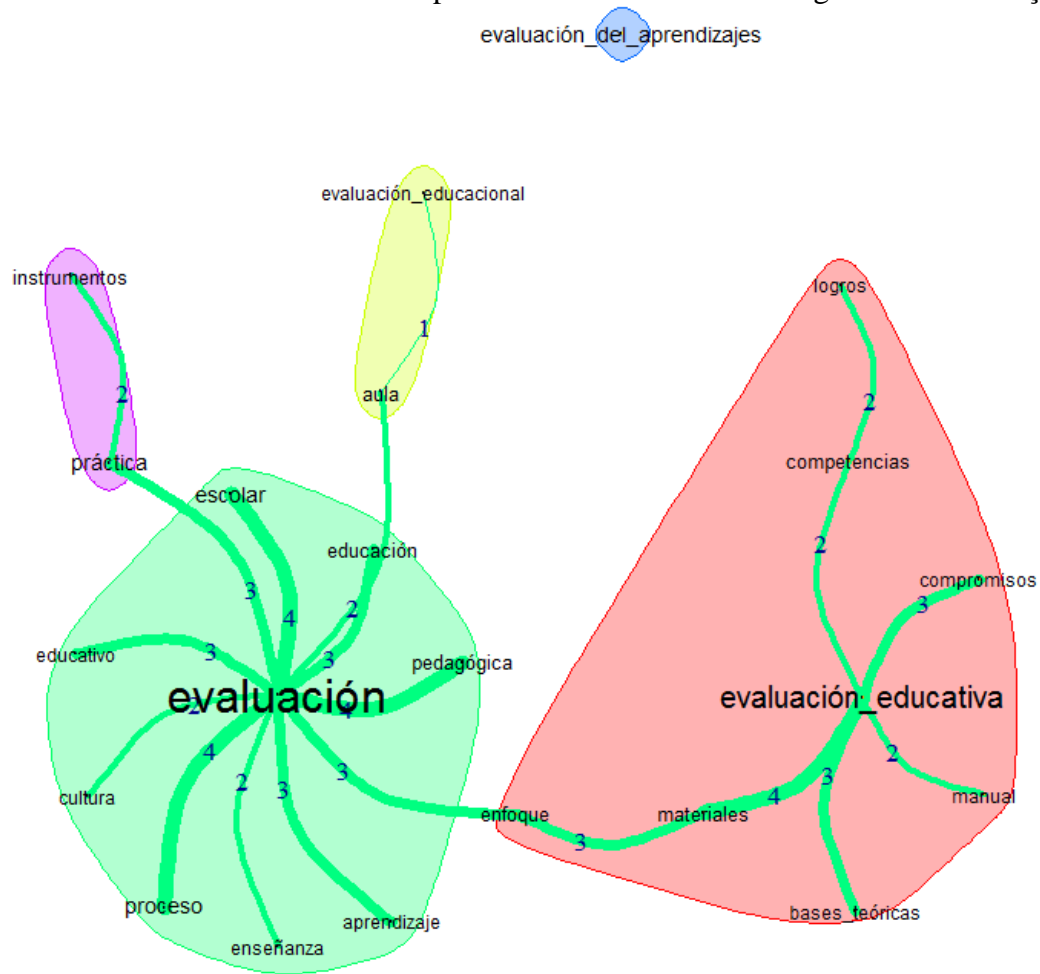 evaluación_del_aprendizajes
evaluación_educacional
instrumentos
logros
1
2
aula
2
práctica
competencias
escolar
educación
2
compromisos
3
2
3
4
3
educativo
3
pedagógica
evaluación
evaluación_educativa
2
4
4
3
2
2
3
3
4
cultura
manual
enfoque
materiales
3
proceso
aprendizaje
bases_teóricas
enseñanza